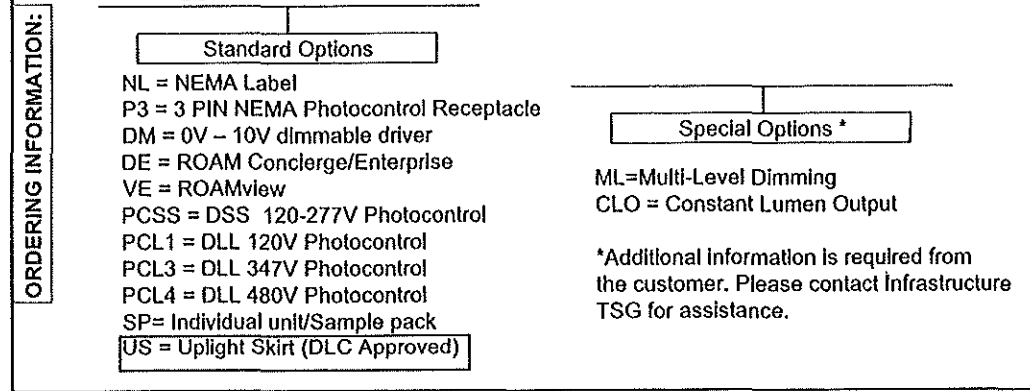 ORDERING INFORMATION:
Standard Options
NL = NEMA Label
P3 = 3 PIN NEMA Photocontrol Receptacle
DM = 0V – 10V dimmable driver
DE = ROAM Concierge/Enterprise
VE = ROAMview
PCSS = DSS 120-277V Photocontrol
PCL1 = DLL 120V Photocontrol
PCL3 = DLL 347V Photocontrol
PCL4 = DLL 480V Photocontrol
SP= Individual unit/Sample pack
US = Uplight Skirt (DLC Approved)
Special Options *
ML=Multi-Level Dimming
CLO = Constant Lumen Output
*Additional information is required from
the customer. Please contact Infrastructure
TSG for assistance.